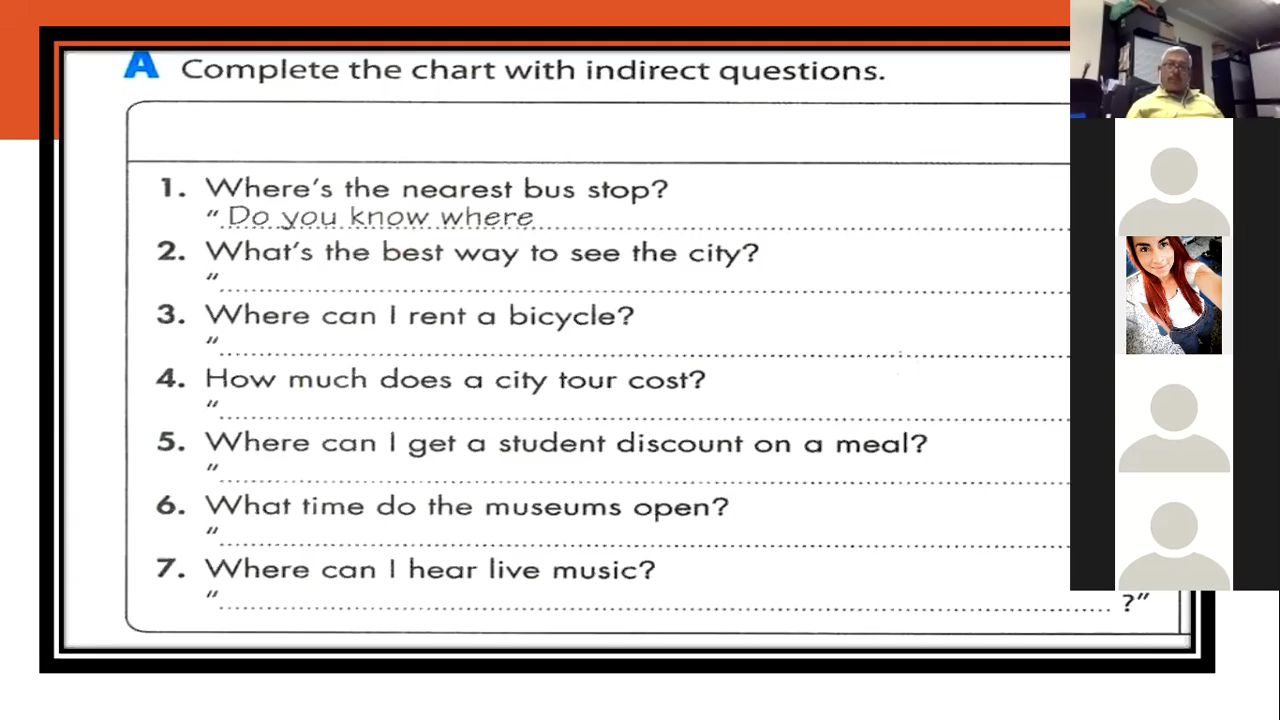 A Complete the chart with indirect questions.
1. Where's the nearest bus stop?
" Do you know where
2. What's the best way to see the city?
"
3. Where can I rent a bicycle?
"
4. How much does a city tour cost?
"
5. Where can I get a student discount on a meal?
"
6. What time do the museums open?
"
7. Where can I hear live music?
" ?"